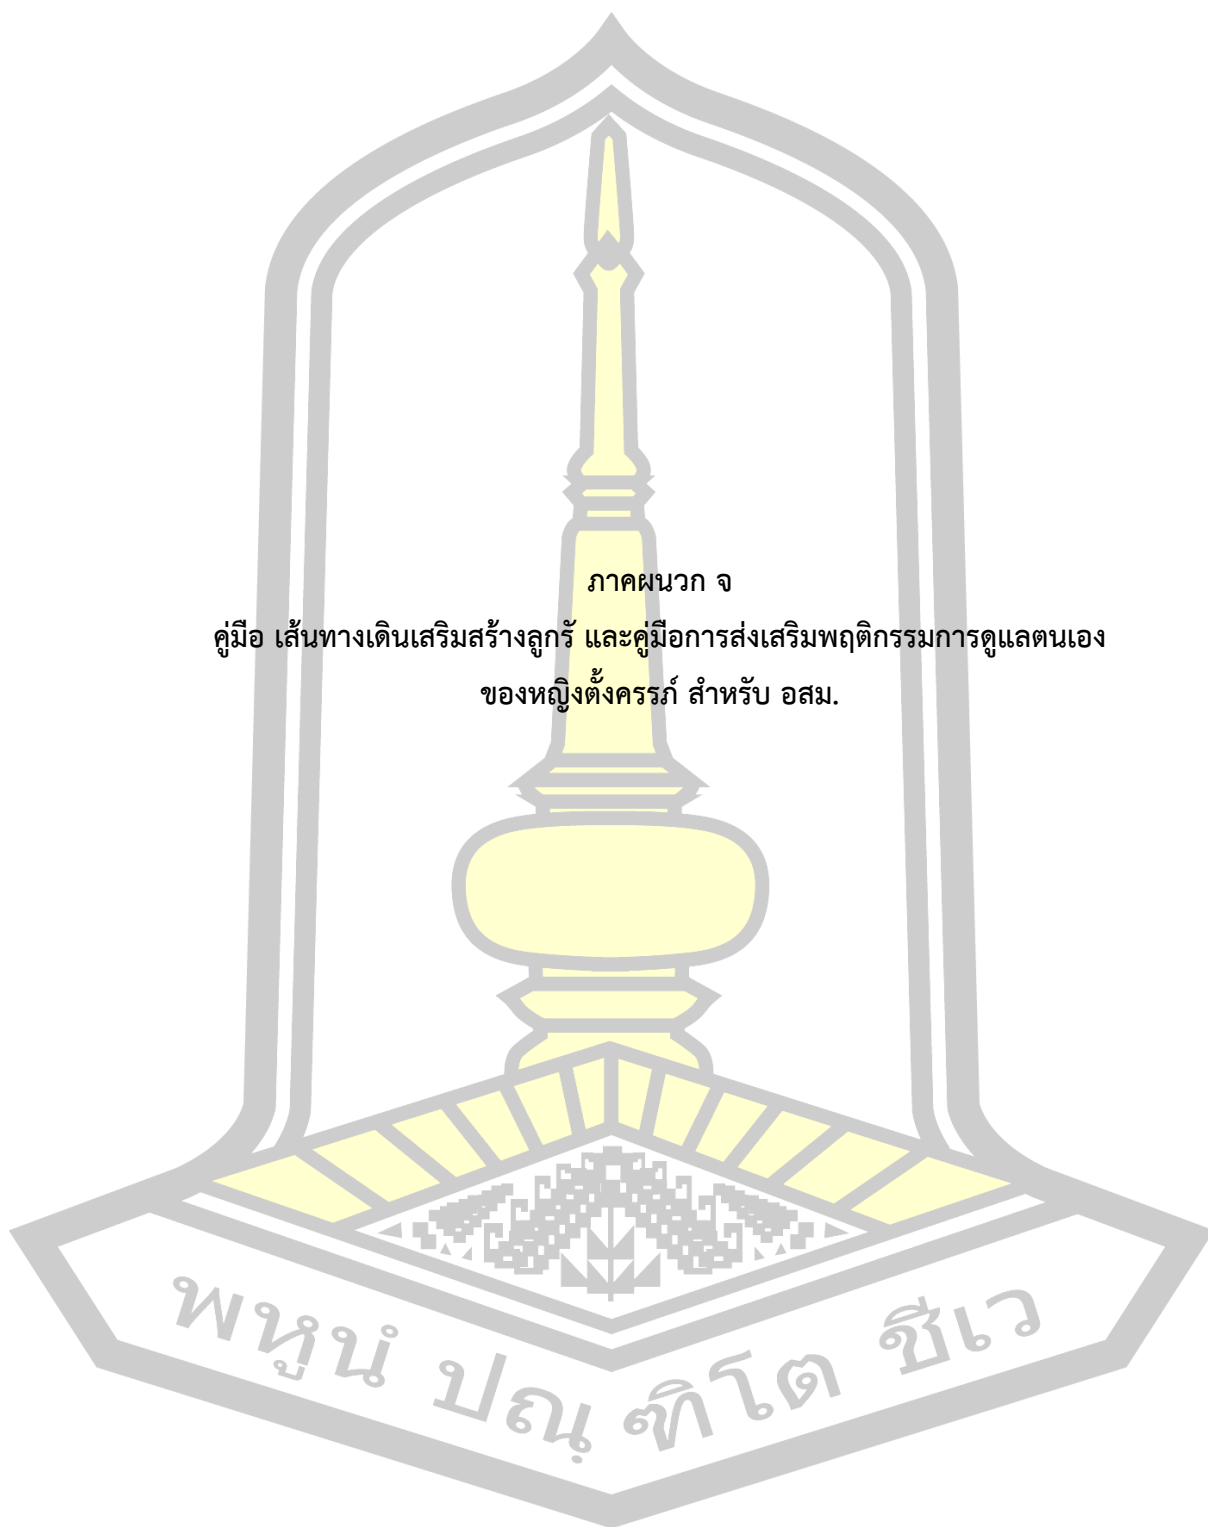 ภาคผนวก จ
คู่มือ เส้นทางเดินเสริมสร้างลูกรั และคู่มือการส่งเสริมพฤติกรรมการดูแลตนเอง
ของหญิงตั้งครรภ์ สำหรับ อสม.
พหูนํ ปณฺฑิโต ชีเว